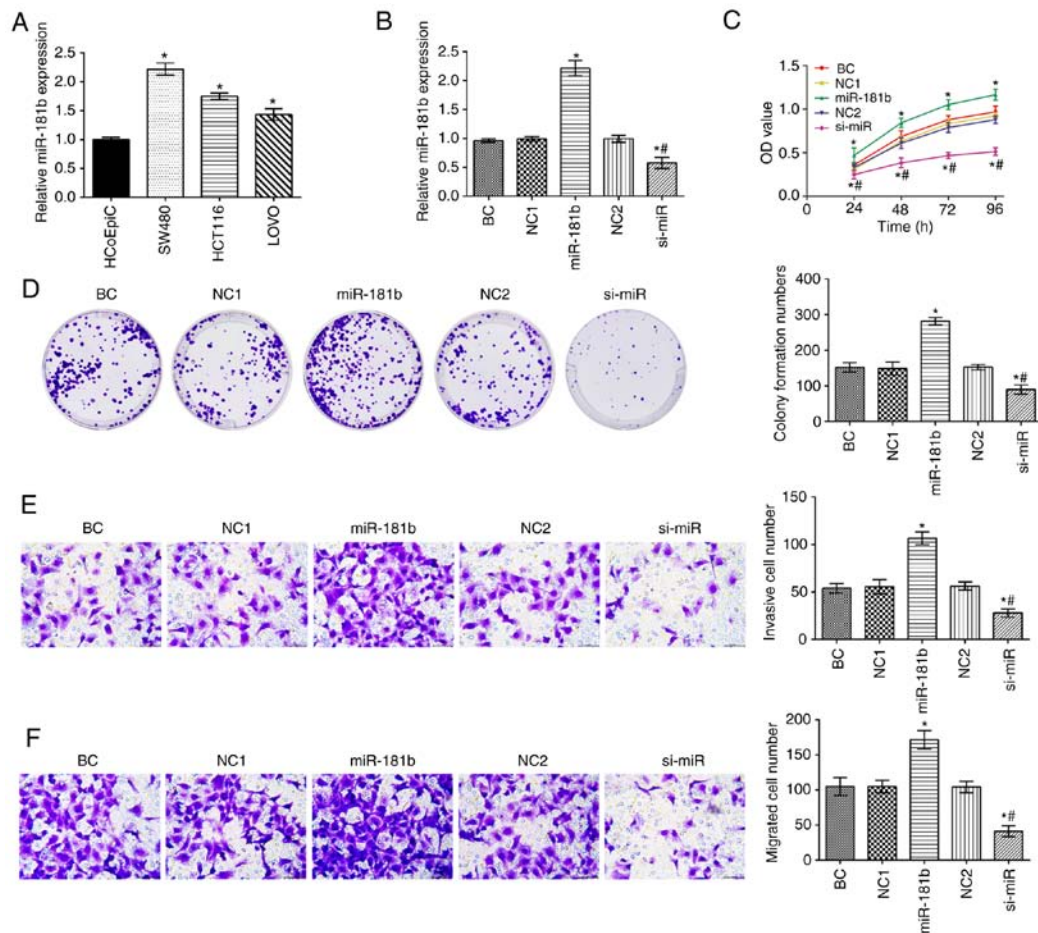 A
Relative miR-181b expression
2.5
2.0
1.5
1.0
0.5
0.0
*
*
*
HCoEpiC
SW480
HCT116
LOVO
B
Relative miR-181b expression
2.5
2.0
1.5
1.0
0.5
0.0
*
*#
BC
NC1
miR-181b
NC2
si-miR
C
OD value
1.5
1.0
0.5
0.0
BC
NC1
miR-181b
NC2
si-miR
* * * *
*# *# *# *#
0 24 48 72 96
Time (h)
D
BC NC1 miR-181b NC2 si-miR
Colony formation numbers
400
300
200
100
0
*
*#
BC
NC1
miR-181b
NC2
si-miR
E
BC NC1 miR-181b NC2 si-miR
Invasive cell number
150
100
50
0
*
*#
BC
NC1
miR-181b
NC2
si-miR
F
BC NC1 miR-181b NC2 si-miR
Migrated cell number
200
150
100
50
0
*
*#
BC
NC1
miR-181b
NC2
si-miR